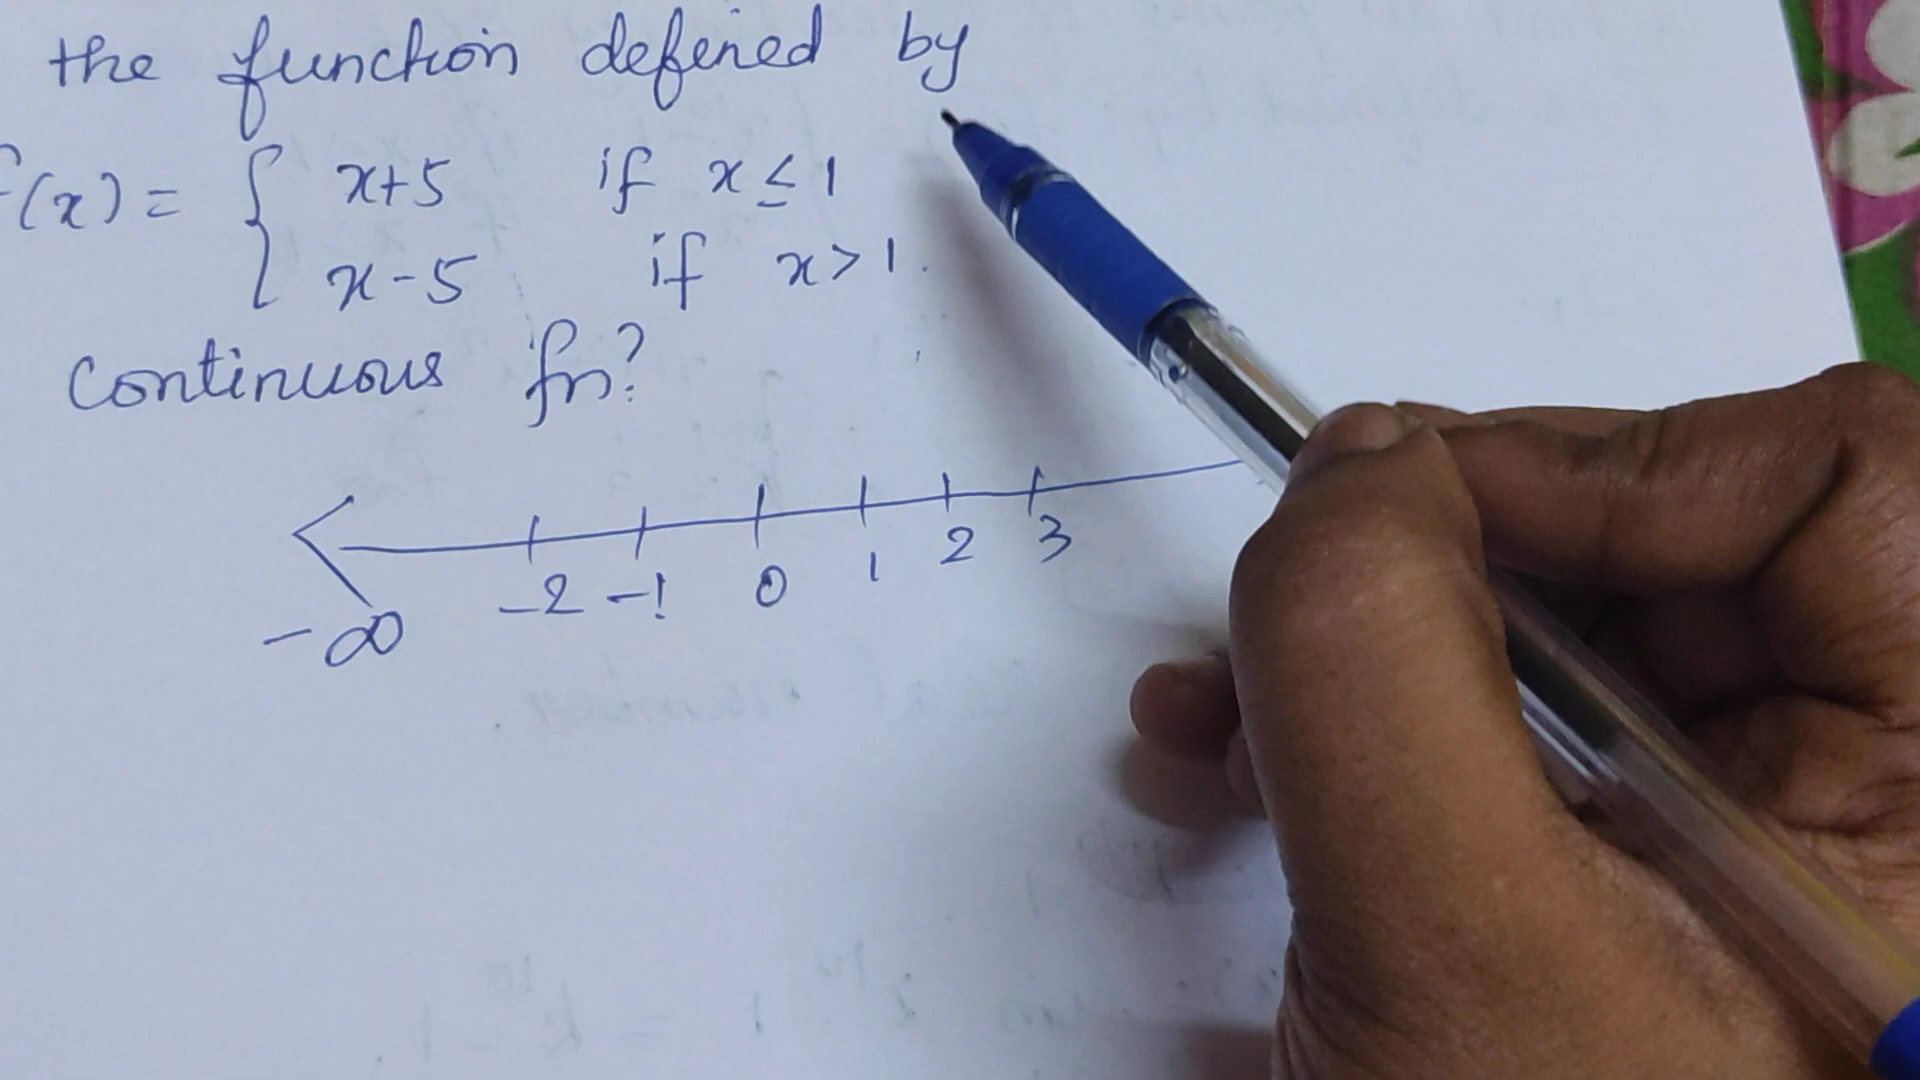 the function defined by
f(x) = { x+5 if x ≤ 1
x-5 if x > 1.
Continuous fn?
-2 -1 0 1 2 3
-∞